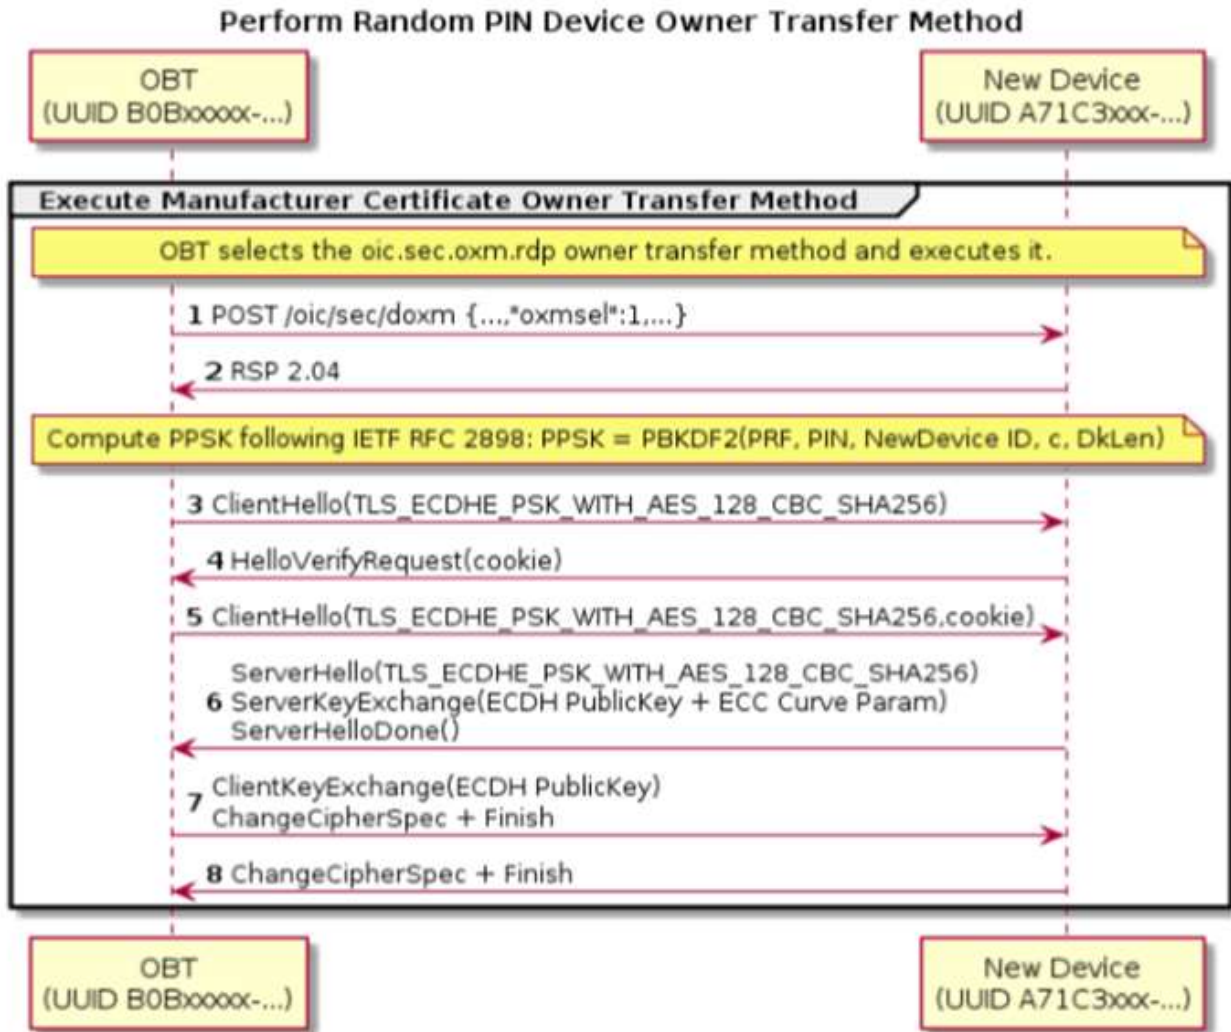 Perform Random PIN Device Owner Transfer Method
OBT
(UUID B0Bxxxxx-...)
New Device
(UUID A71C3xxx-...)
Execute Manufacturer Certificate Owner Transfer Method
OBT selects the oic.sec.oxm.rdp owner transfer method and executes it.
1 POST /oic/sec/doxm {...,"oxmsel":1,...}
2 RSP 2.04
Compute PPSK following IETF RFC 2898: PPSK = PBKDF2(PRF, PIN, NewDevice ID, c, DkLen)
3 ClientHello(TLS_ECDHE_PSK_WITH_AES_128_CBC_SHA256)
4 HelloVerifyRequest(cookie)
5 ClientHello(TLS_ECDHE_PSK_WITH_AES_128_CBC_SHA256,cookie)
ServerHello(TLS_ECDHE_PSK_WITH_AES_128_CBC_SHA256)
6 ServerKeyExchange(ECDH PublicKey + ECC Curve Param)
ServerHelloDone()
7 ClientKeyExchange(ECDH PublicKey)
ChangeCipherSpec + Finish
8 ChangeCipherSpec + Finish
OBT
(UUID B0Bxxxxx-...)
New Device
(UUID A71C3xxx-...)